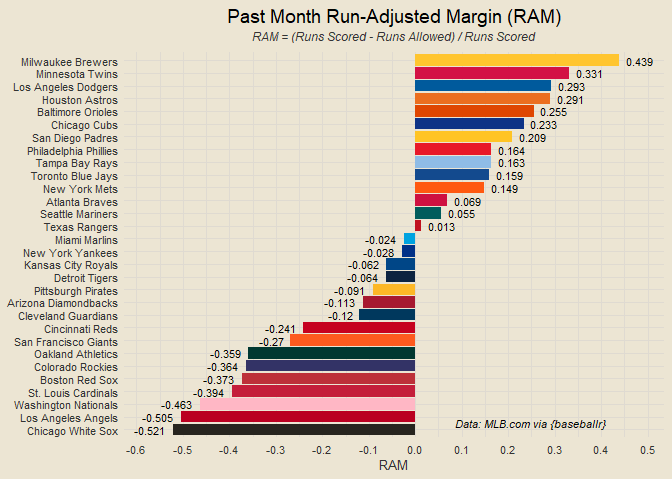 Past Month Run-Adjusted Margin (RAM)
RAM = (Runs Scored - Runs Allowed) / Runs Scored
Milwaukee Brewers 0.439
Minnesota Twins 0.331
Los Angeles Dodgers 0.293
Houston Astros 0.291
Baltimore Orioles 0.255
Chicago Cubs 0.233
San Diego Padres 0.209
Philadelphia Phillies 0.164
Tampa Bay Rays 0.163
Toronto Blue Jays 0.159
New York Mets 0.149
Atlanta Braves 0.069
Seattle Mariners 0.055
Texas Rangers 0.013
Miami Marlins -0.024
New York Yankees -0.028
Kansas City Royals -0.062
Detroit Tigers -0.064
Pittsburgh Pirates -0.091
Arizona Diamondbacks -0.113
Cleveland Guardians -0.12
Cincinnati Reds -0.241
San Francisco Giants -0.27
Oakland Athletics -0.359
Colorado Rockies -0.364
Boston Red Sox -0.373
St. Louis Cardinals -0.394
Washington Nationals -0.463
Los Angeles Angels -0.505
Chicago White Sox -0.521
Data: MLB.com via {baseballr}
-0.6 -0.5 -0.4 -0.3 -0.2 -0.1 0.0 0.1 0.2 0.3 0.4 0.5
RAM